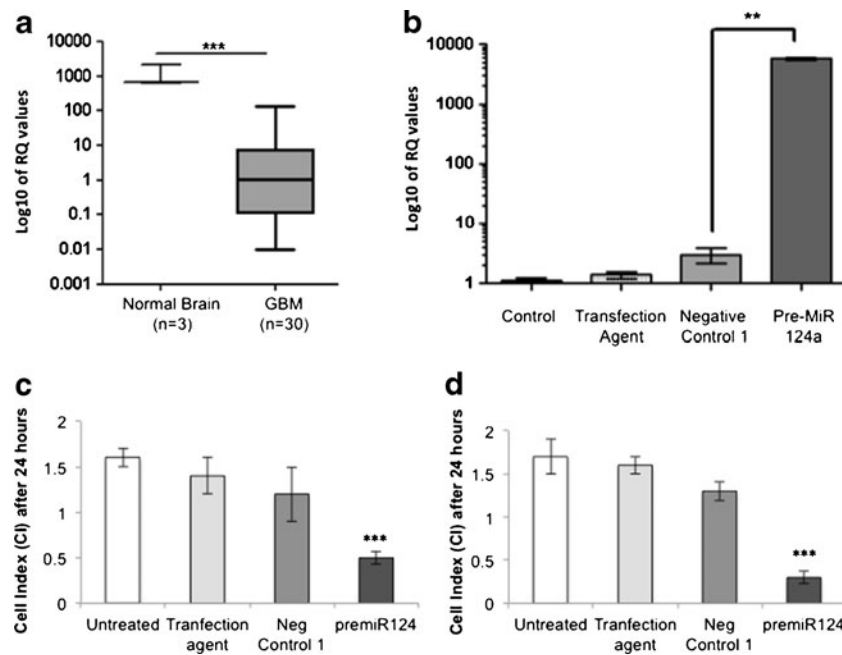 a
***
Log10 of RQ values
10000
1000
100
10
1
0.1
0.01
0.001
Normal Brain
(n=3)
GBM
(n=30)
b
**
Log10 of RQ values
10000
1000
100
10
1
Control
Transfection
Agent
Negative
Control 1
Pre-MiR
124a
c
Cell Index (CI) after 24 hours
2
1.5
1
0.5
0
***
Untreated
Tranfection
agent
Neg
Control 1
premiR124
d
Cell Index (CI) after 24 hours
2
1.5
1
0.5
0
***
Untreated
Tranfection
agent
Neg
Control 1
premiR124